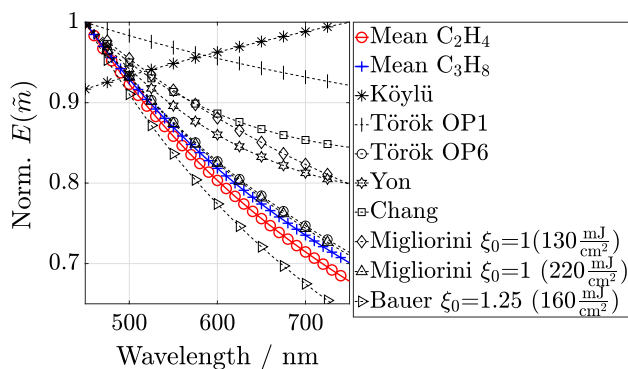 1
0.9
0.8
0.7
Norm. E(m̃)
500 600 700
Wavelength / nm
Mean C₂H₄
Mean C₃H₈
Köylü
Török OP1
Török OP6
Yon
Chang
Migliorini ξ₀=1(130 mJ/cm²)
Migliorini ξ₀=1 (220 mJ/cm²)
Bauer ξ₀=1.25 (160 mJ/cm²)